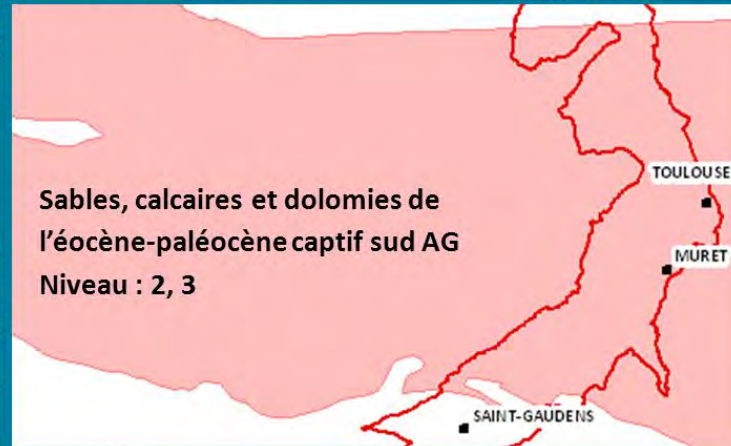 TOULOUSE
Sables, calcaires et dolomies de
l'éocène-paléocène captif sud AG
MURET
Niveau : 2, 3
SAINT-GAUDENS